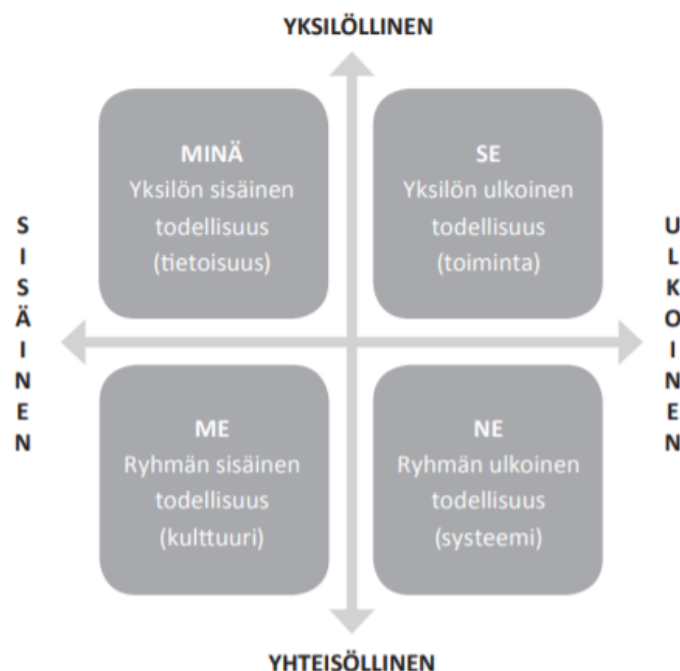 YKSILÖLLINEN
MINÄ
Yksilön sisäinen
todellisuus
(tietoisuus)
SE
Yksilön ulkoinen
todellisuus
(toiminta)
SISÄINEN
ULKOINEN
ME
Ryhmän sisäinen
todellisuus
(kulttuuri)
NE
Ryhmän ulkoinen
todellisuus
(systeemi)
YHTEISÖLLINEN